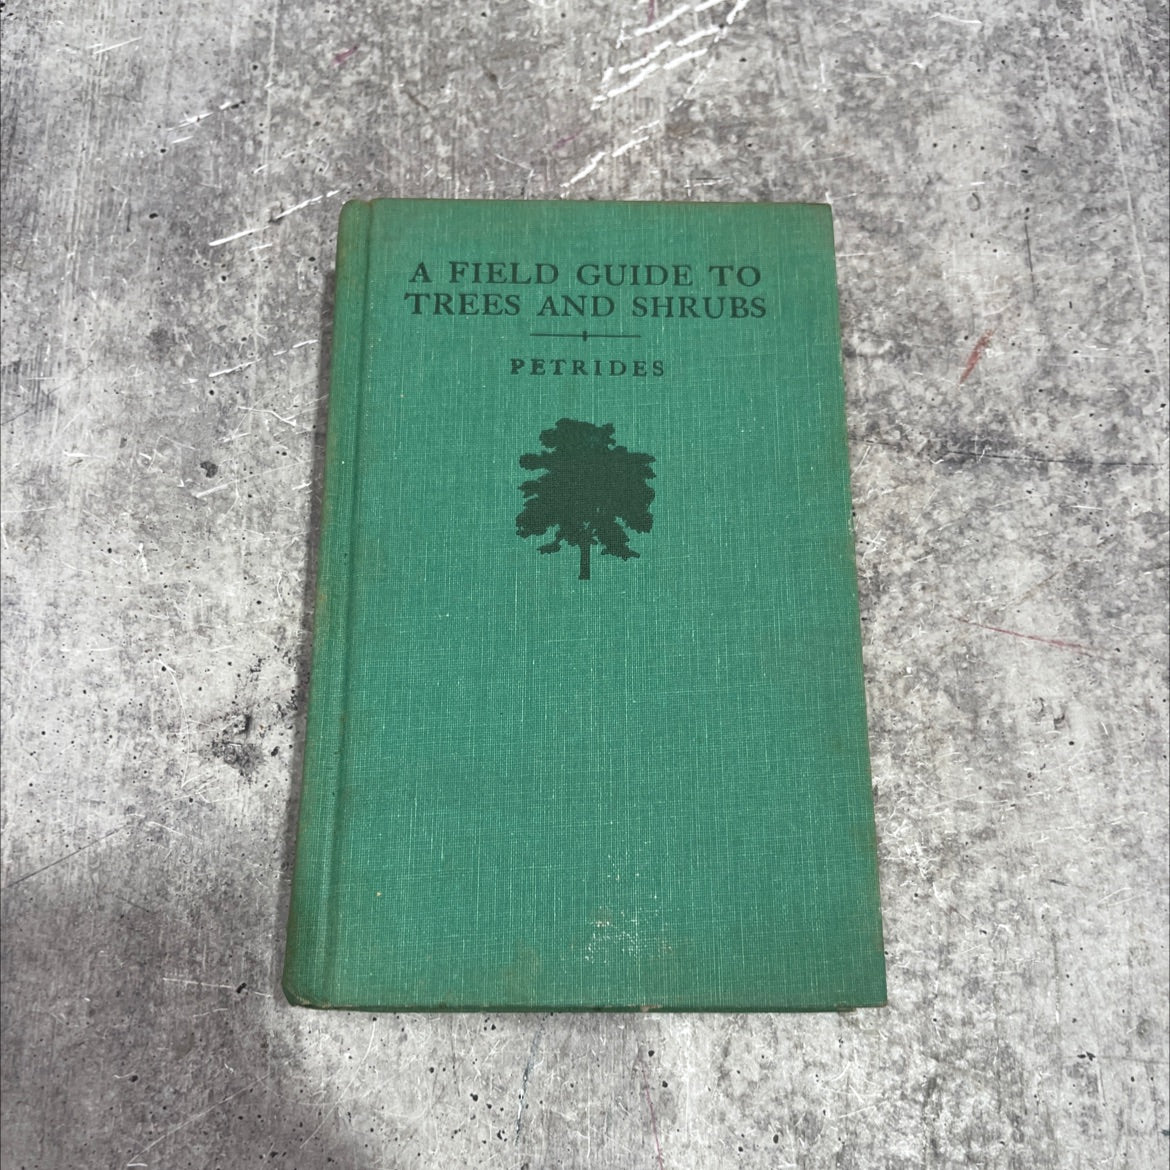 A FIELD GUIDE TO
TREES AND SHRUBS
PETRIDES